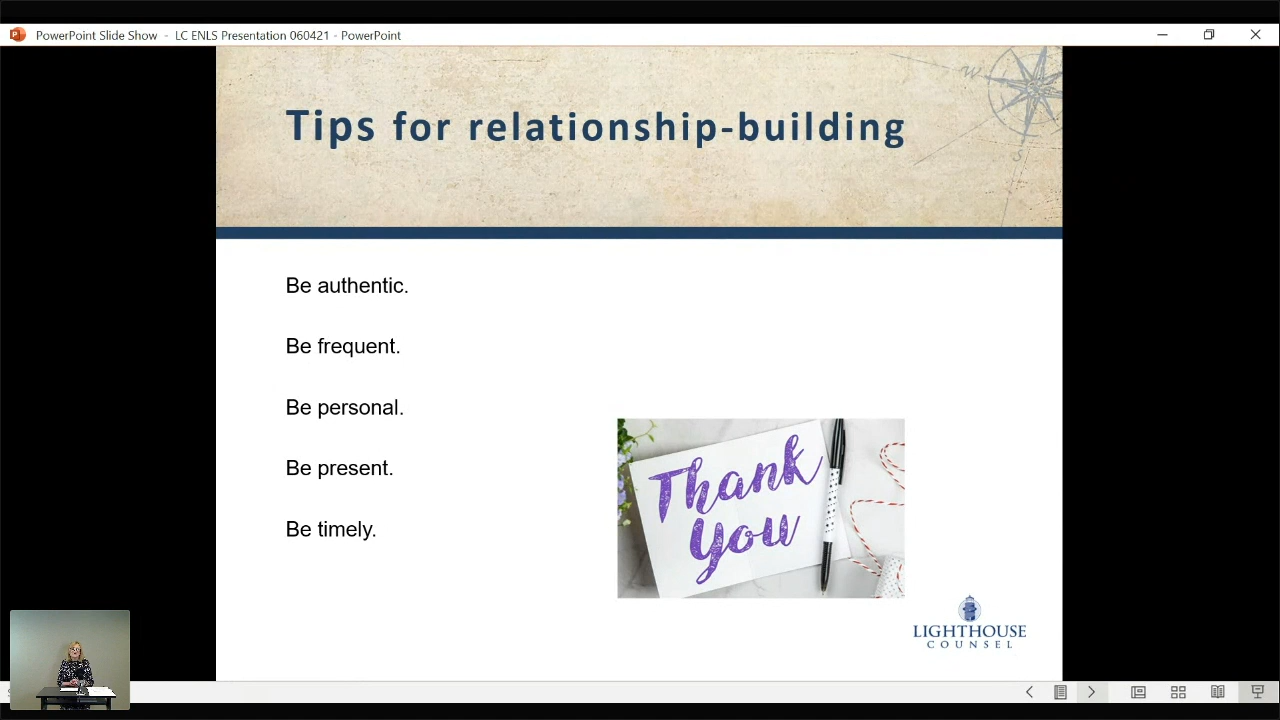 PowerPoint Slide Show - LC ENLS Presentation 060421 - PowerPoint
W
Tips for relationship-building
S
Be authentic.
Be frequent.
Be personal.
Be present.
Be timely.
Thank
you
LIGHTHOUSE
COUNSEL